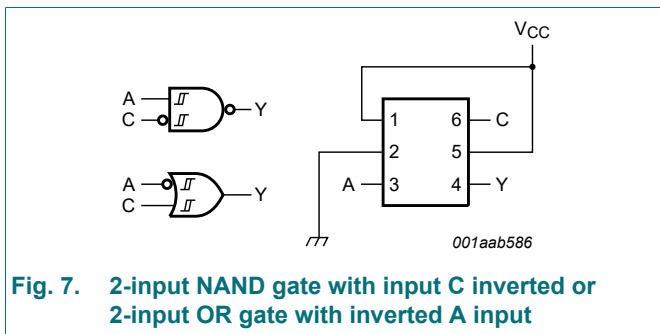 VCC
A
C
Y
A
C
Y
1 6 C
2 5
A 3 4 Y
001aab586
Fig. 7. 2-input NAND gate with input C inverted or
2-input OR gate with inverted A input